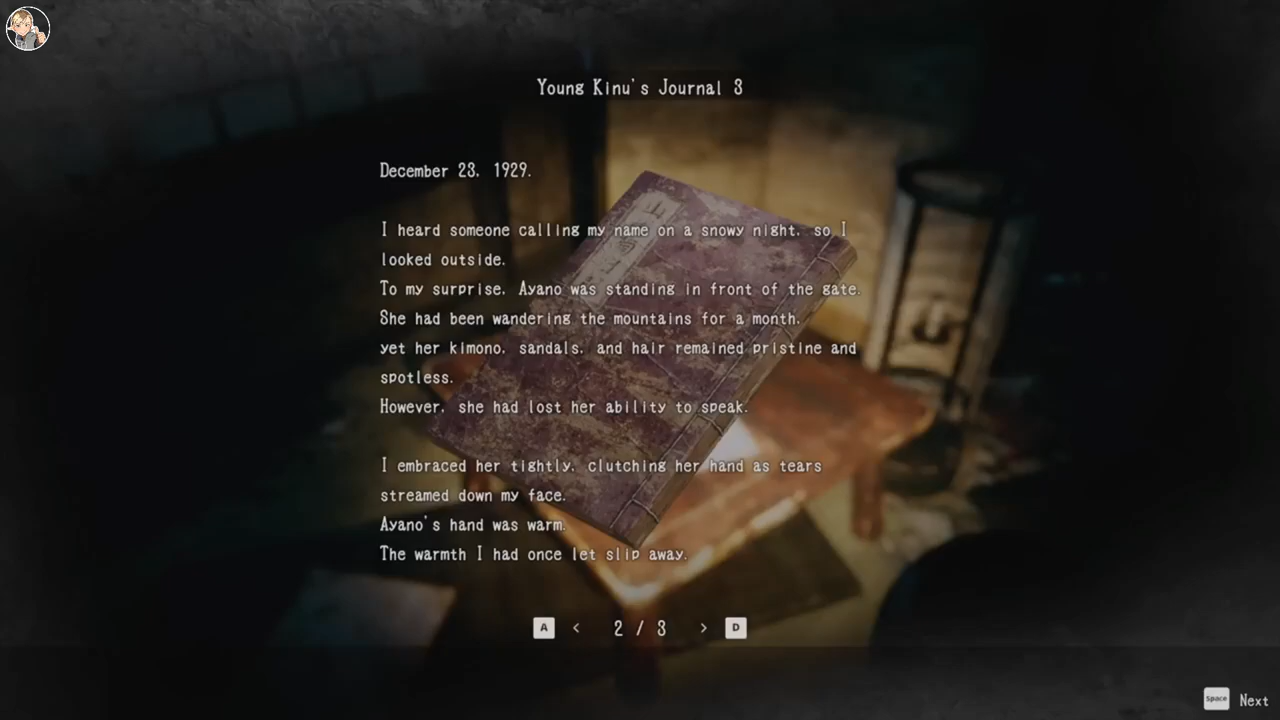 Young Kinu's Journal 3
December 23, 1929.
I heard someone calling my name on a snowy night, so I
looked outside.
To my surprise, Ayano was standing in front of the gate.
She had been wandering the mountains for a month,
yet her kimono, sandals, and hair remained pristine and
spotless.
However, she had lost her ability to speak.
I embraced her tightly, clutching her hand as tears
streamed down my face.
Ayano's hand was warm.
The warmth I had once let slip away.
A < 2 / 3 > D
Space Next